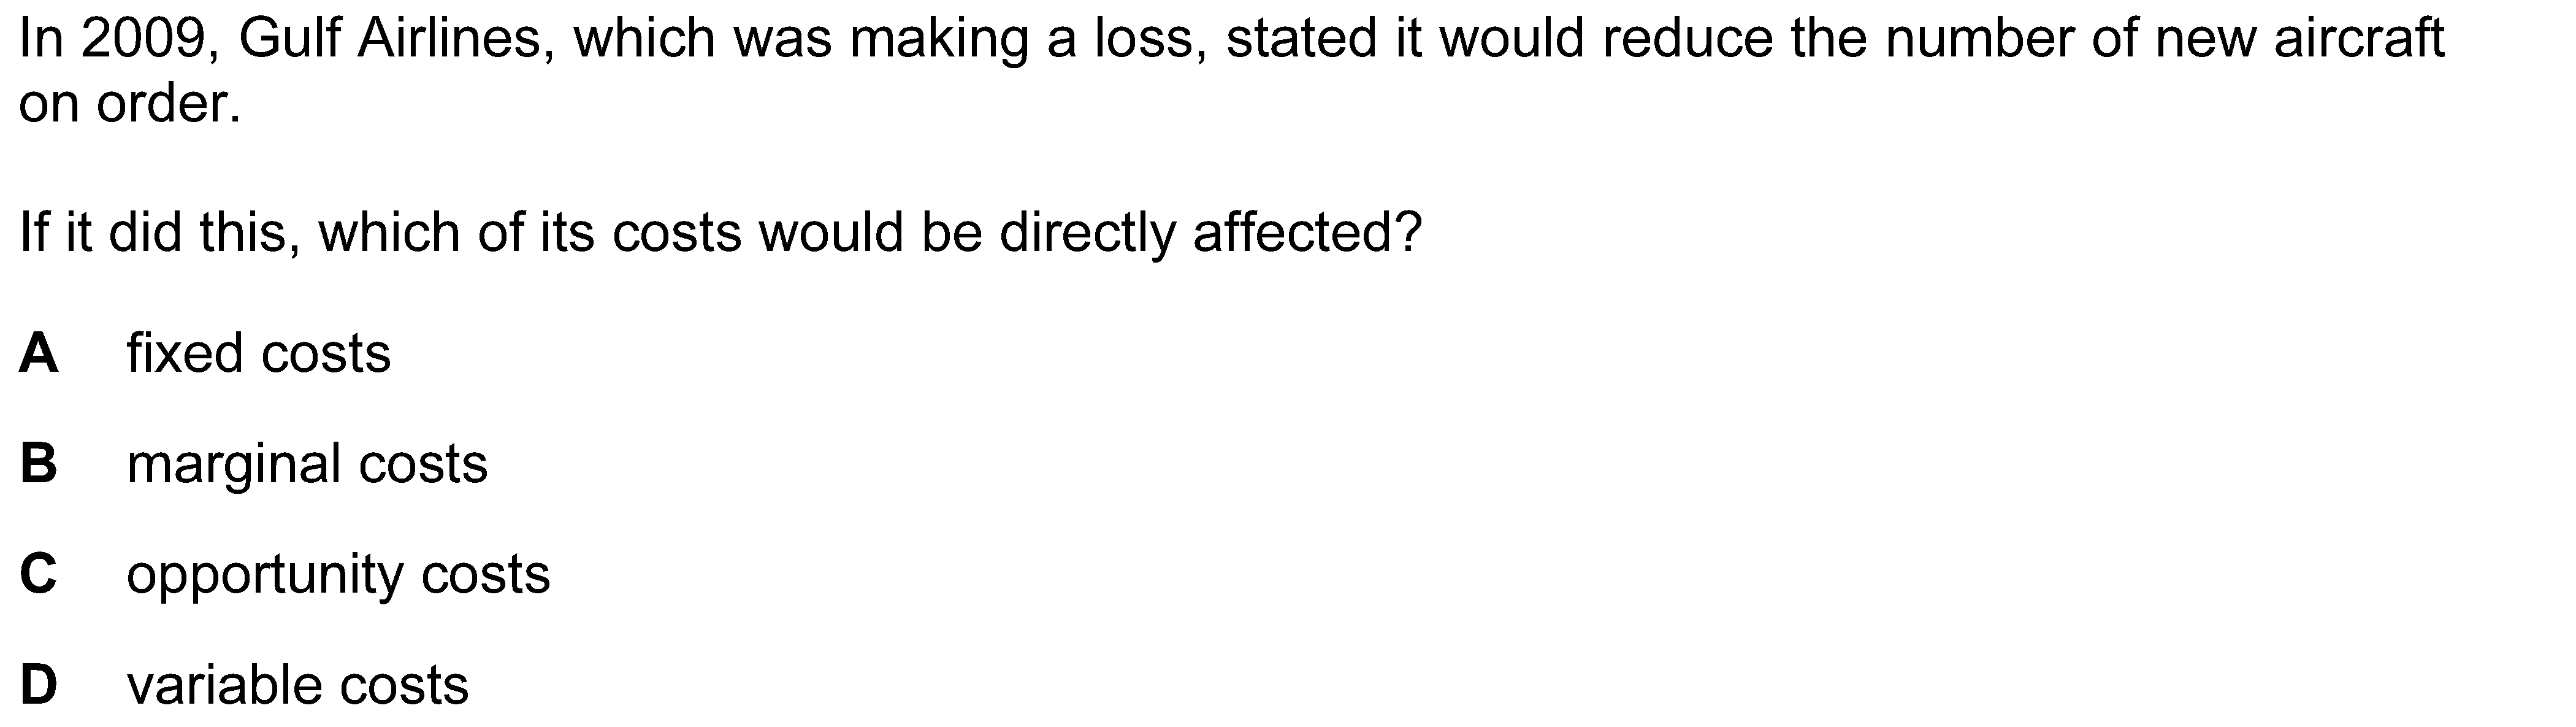 In 2009, Gulf Airlines, which was making a loss, stated it would reduce the number of new aircraft
on order.
If it did this, which of its costs would be directly affected?
A fixed costs
B marginal costs
C opportunity costs
D variable costs